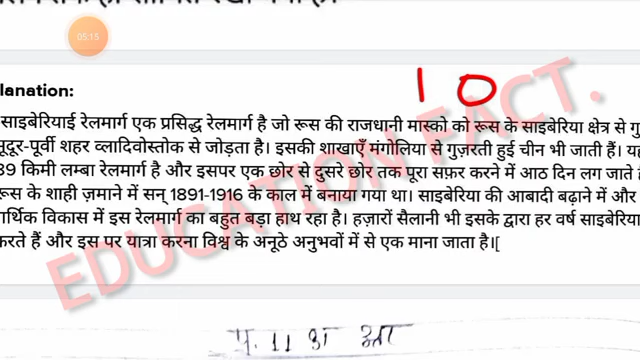 05:15
10
lanation:
साइबेरियाई रेलमार्ग एक प्रसिद्ध रेलमार्ग है जो रूस की राजधानी मास्को को रूस के साइबेरिया क्षेत्र से गु
सूदूर-पूर्वी शहर व्लादिवोस्तोक से जोड़ता है। इसकी शाखाएँ मंगोलिया से गुज़रती हुई चीन भी जाती हैं। यह
39 किमी लम्बा रेलमार्ग है और इसपर एक छोर से दुसरे छोर तक पूरा सफ़र करने में आठ दिन लग जाते
रूस के शाही ज़माने में सन् 1891-1916 के काल में बनाया गया था। साइबेरिया की आबादी बढ़ाने में और
आर्थिक विकास में इस रेलमार्ग का बहुत बड़ा हाथ रहा है। हज़ारों सैलानी भी इसके द्वारा हर वर्ष साइबेरिया
करते हैं और इस पर यात्रा करना विश्व के अनूठे अनुभवों में से एक माना जाता है।[
EDUCATION FACT.
प्र. 11 का उत्तर